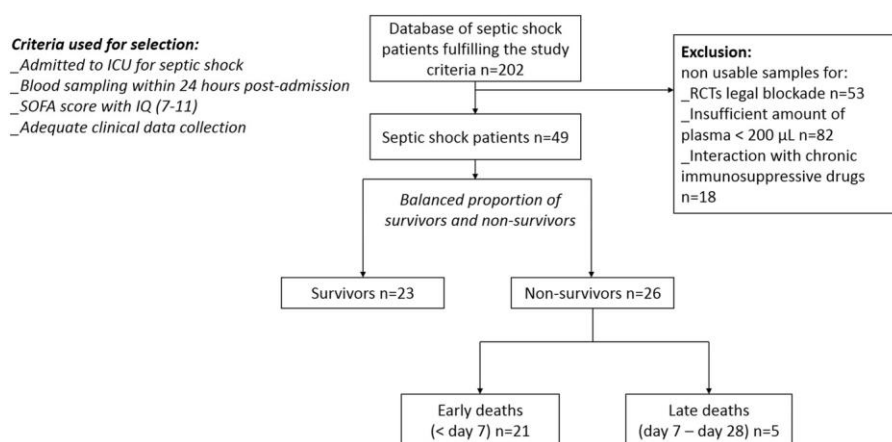 Criteria used for selection:
_Admitted to ICU for septic shock
_Blood sampling within 24 hours post-admission
_SOFA score with IQ (7-11)
_Adequate clinical data collection
Database of septic shock
patients fulfilling the study
criteria n=202
Exclusion:
non usable samples for:
_RCTs legal blockade n=53
_Insufficient amount of
plasma < 200 µL n=82
_Interaction with chronic
immunosuppressive drugs
n=18
Septic shock patients n=49
Balanced proportion of
survivors and non-survivors
Survivors n=23
Non-survivors n=26
Early deaths
(< day 7) n=21
Late deaths
(day 7 – day 28) n=5